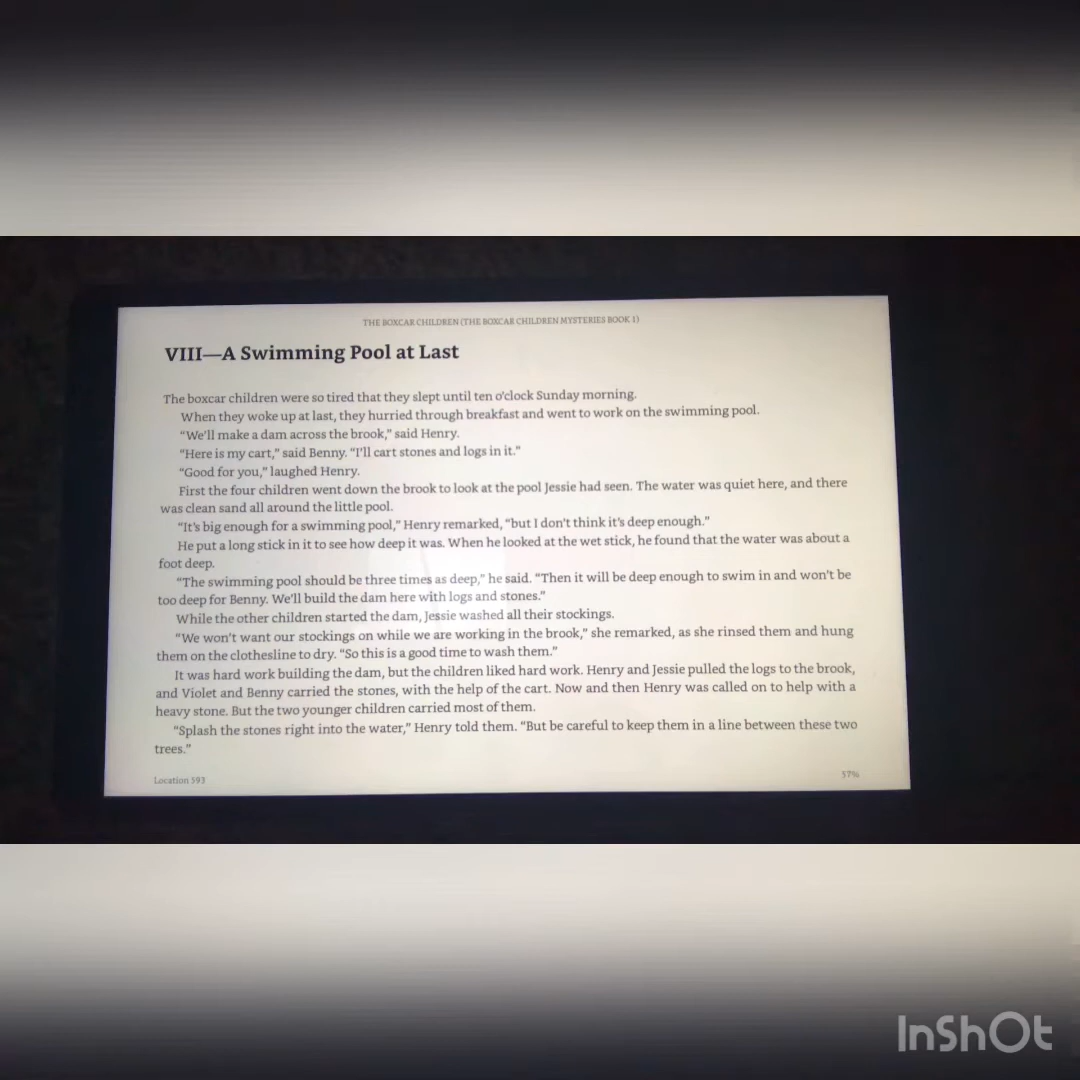 THE BOXCAR CHILDREN (THE BOXCAR CHILDREN MYSTERIES BOOK 1)
VIII—A Swimming Pool at Last
The boxcar children were so tired that they slept until ten o'clock Sunday morning.
When they woke up at last, they hurried through breakfast and went to work on the swimming pool.
“We'll make a dam across the brook,” said Henry.
“Here is my cart,” said Benny. “I'll cart stones and logs in it.”
“Good for you,” laughed Henry.
First the four children went down the brook to look at the pool Jessie had seen. The water was quiet here, and there
was clean sand all around the little pool.
“It's big enough for a swimming pool,” Henry remarked, “but I don't think it's deep enough.”
He put a long stick in it to see how deep it was. When he looked at the wet stick, he found that the water was about a
foot deep.
“The swimming pool should be three times as deep,” he said. “Then it will be deep enough to swim in and won't be
too deep for Benny. We'll build the dam here with logs and stones.”
While the other children started the dam, Jessie washed all their stockings.
“We won't want our stockings on while we are working in the brook,” she remarked, as she rinsed them and hung
them on the clothesline to dry. “So this is a good time to wash them.”
It was hard work building the dam, but the children liked hard work. Henry and Jessie pulled the logs to the brook,
and Violet and Benny carried the stones, with the help of the cart. Now and then Henry was called on to help with a
heavy stone. But the two younger children carried most of them.
“Splash the stones right into the water,” Henry told them. “But be careful to keep them in a line between these two
trees.”
Location 593
57%
InShOt